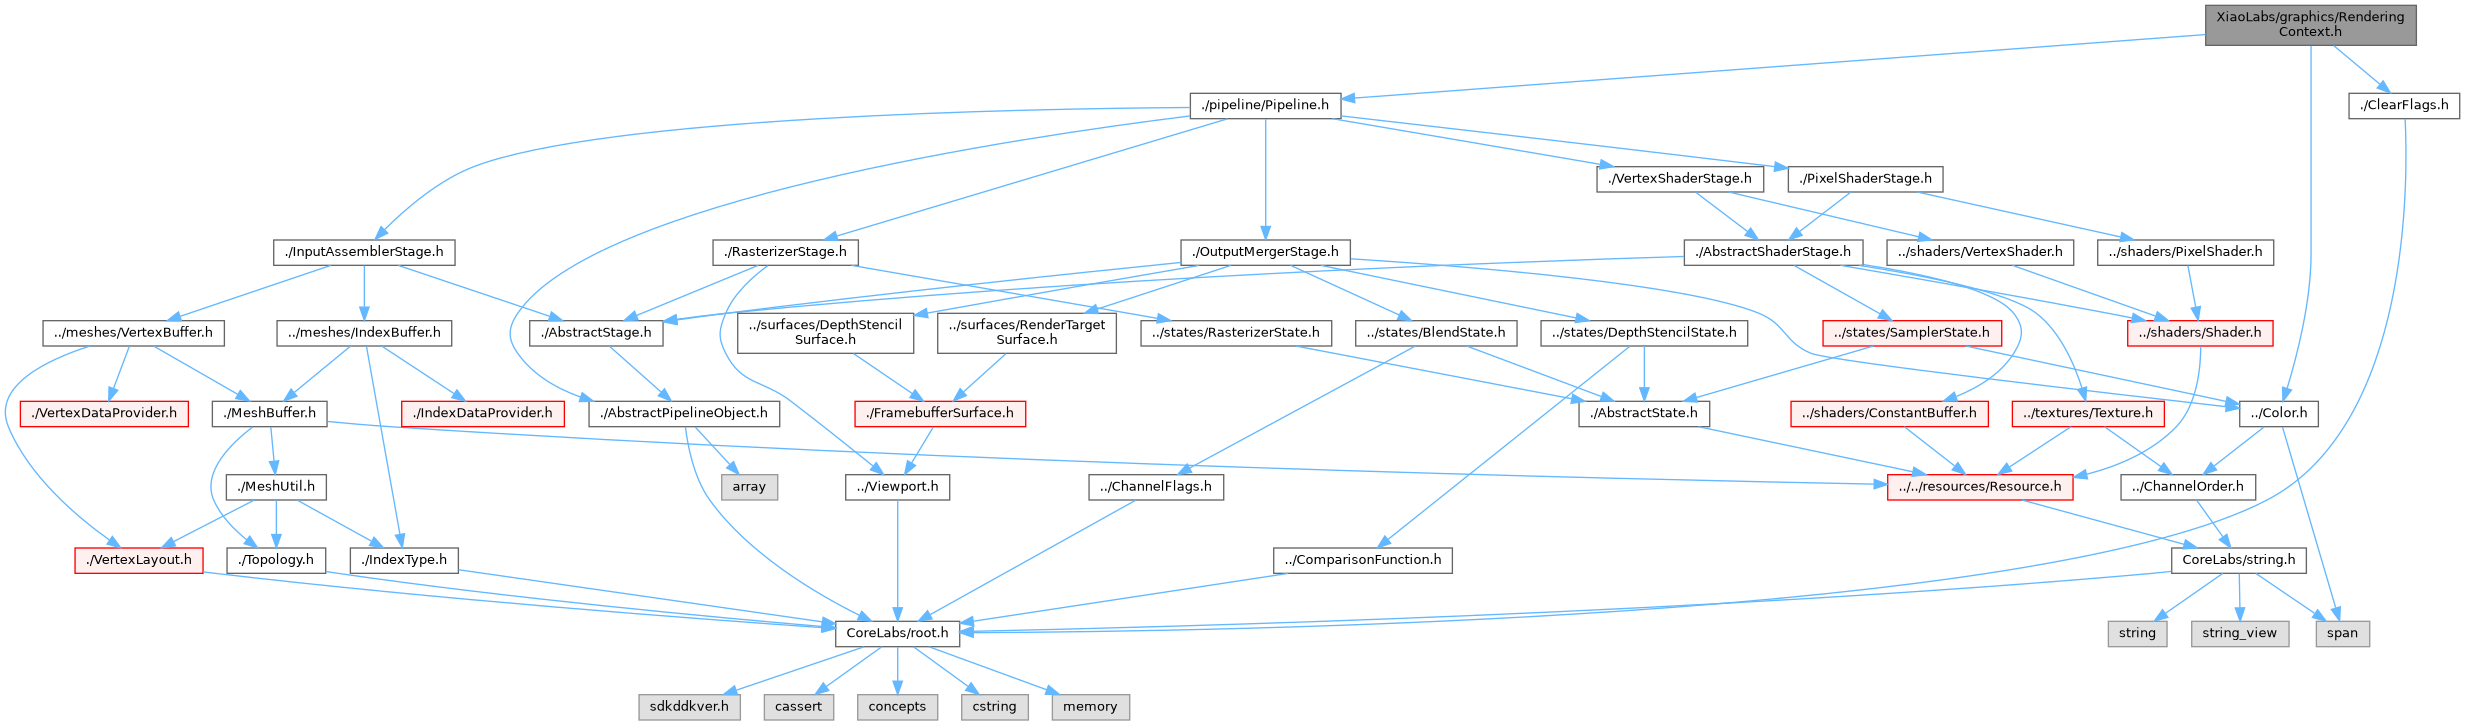 XiaoLabs/graphics/Rendering
Context.h
./pipeline/Pipeline.h
./ClearFlags.h
./VertexShaderStage.h
./PixelShaderStage.h
./InputAssemblerStage.h
./RasterizerStage.h
./OutputMergerStage.h
./AbstractShaderStage.h
../shaders/VertexShader.h
../shaders/PixelShader.h
../meshes/VertexBuffer.h
../meshes/IndexBuffer.h
./AbstractStage.h
../surfaces/DepthStencil
Surface.h
../surfaces/RenderTarget
Surface.h
../states/RasterizerState.h
../states/BlendState.h
../states/DepthStencilState.h
../states/SamplerState.h
../shaders/Shader.h
./VertexDataProvider.h
./MeshBuffer.h
./IndexDataProvider.h
./AbstractPipelineObject.h
./FramebufferSurface.h
./AbstractState.h
../shaders/ConstantBuffer.h
../textures/Texture.h
../Color.h
./MeshUtil.h
array
../Viewport.h
../ChannelFlags.h
../../resources/Resource.h
../ChannelOrder.h
./VertexLayout.h
./Topology.h
./IndexType.h
../ComparisonFunction.h
CoreLabs/string.h
CoreLabs/root.h
string
string_view
span
sdkddkver.h
cassert
concepts
cstring
memory